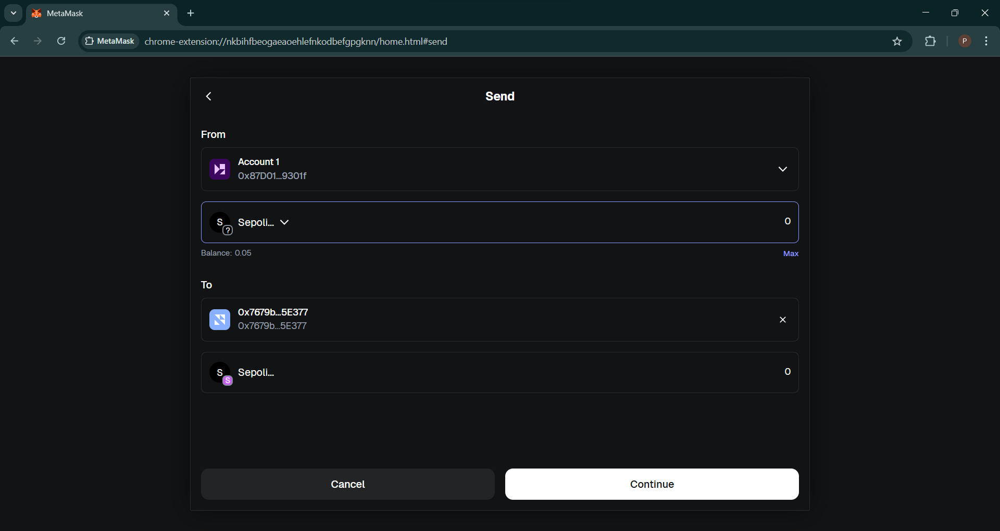 MetaMask
MetaMask
chrome-extension://nkbihfbeogaeaoehlefnkodbefgpgknn/home.html#send
P
Send
From
Account 1
0x87D01...9301f
S
?
Sepoli...
0
Balance: 0.05
Max
To
0x7679b...5E377
0x7679b...5E377
S
S
Sepoli...
0
Cancel
Continue